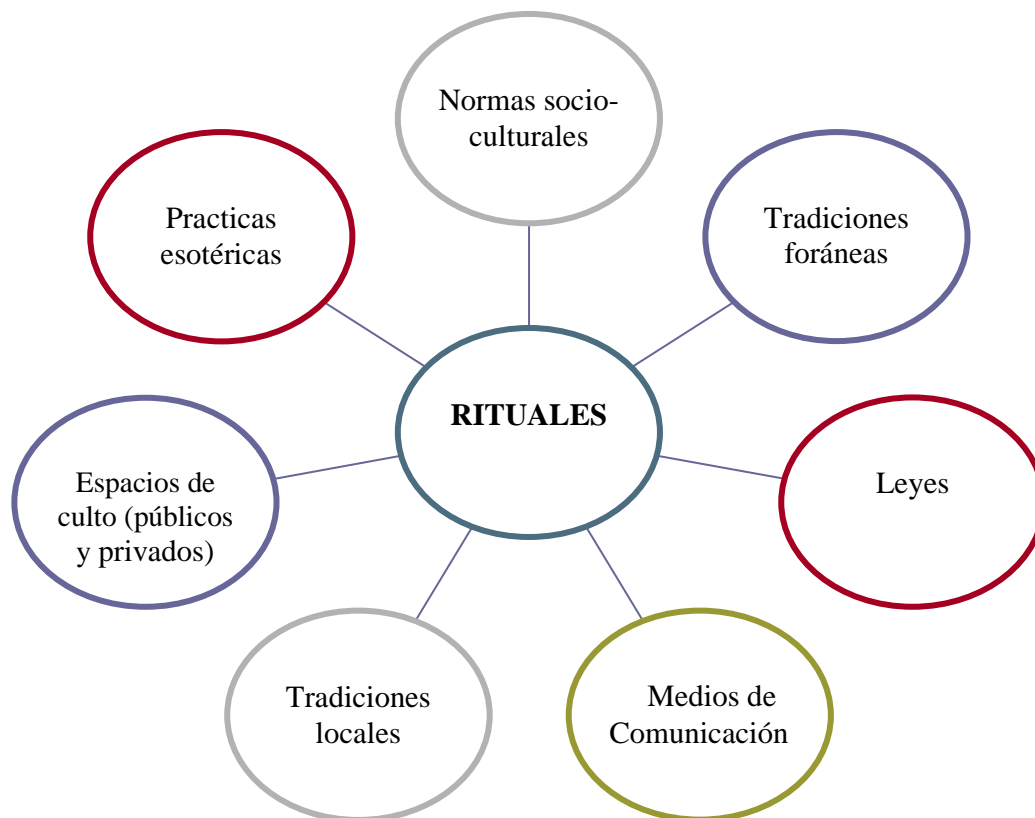 Normas socio-
culturales
Practicas
esotéricas
Tradiciones
foráneas
RITUALES
Espacios de
culto (públicos
y privados)
Leyes
Tradiciones
locales
Medios de
Comunicación